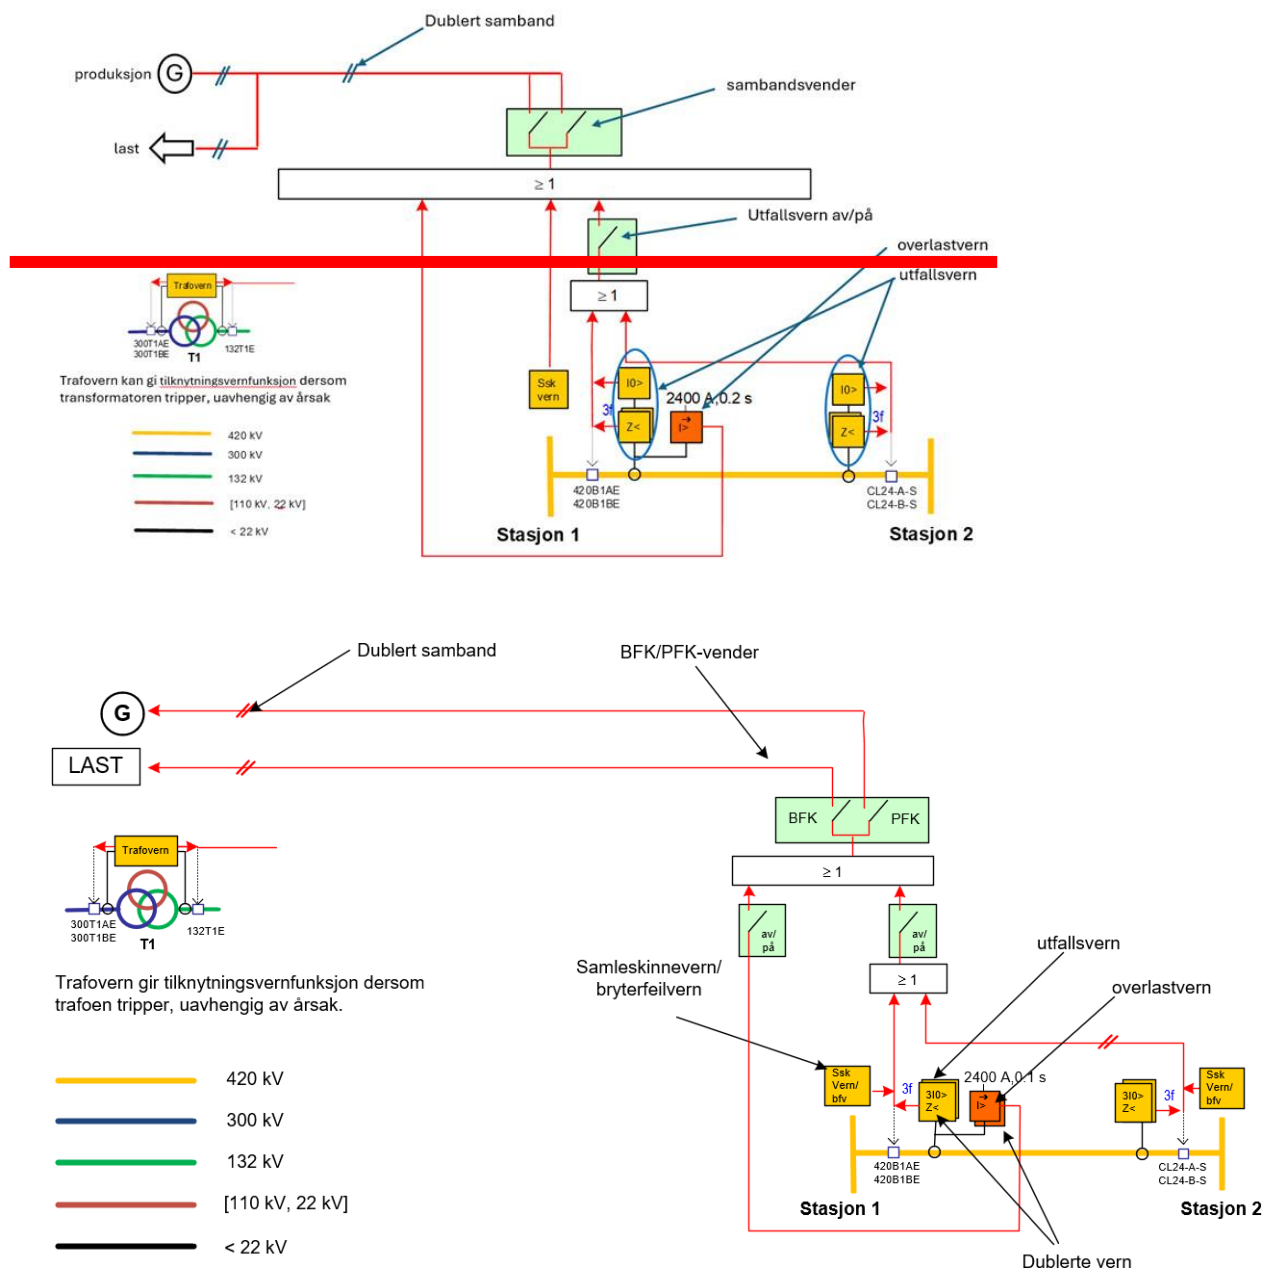 Dublert samband
produksjon
G
sambandsvender
last
≥ 1
Utfallsvern av/på
overlastvern
utfallsvern
Trafovern
≥ 1
300T1AE
300T1BE
T1
132T1E
Trafovern kan gi tilknytningsvernfunksjon dersom
transformatoren tripper, uavhengig av årsak
Ssk
vern
I0>
2400 A,0.2 s
3f
Z<
I>
I0>
3f
Z<
420 kV
300 kV
132 kV
[110 kV, 22 kV]
< 22 kV
420B1AE
420B1BE
CL24-A-S
CL24-B-S
Stasjon 1
Stasjon 2
Dublert samband
BFK/PFK-vender
G
LAST
BFK
PFK
Trafovern
≥ 1
300T1AE
300T1BE
T1
132T1E
av/
på
av/
på
utfallsvern
Samleskinnevern/
bryterfeilvern
≥ 1
overlastvern
Trafovern gir tilknytningsvernfunksjon dersom
trafoen tripper, uavhengig av årsak.
Ssk
Vern/
bfv
3f
3I0>
Z<
2400 A,0.1 s
I>
3I0>
Z<
3f
Ssk
Vern/
bfv
420 kV
300 kV
132 kV
[110 kV, 22 kV]
< 22 kV
420B1AE
420B1BE
CL24-A-S
CL24-B-S
Stasjon 1
Stasjon 2
Dublerte vern